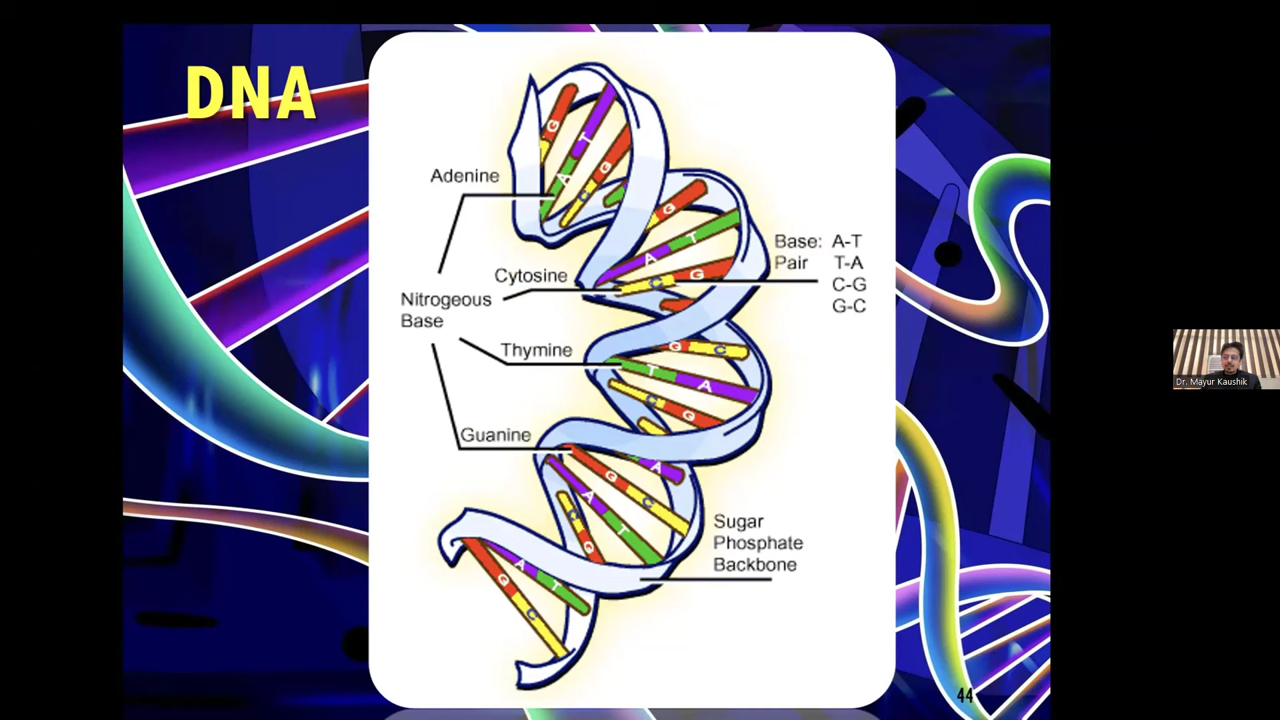 DNA
Adenine
Cytosine
Nitrogeous
Base
Thymine
Guanine
Base: A-T
Pair T-A
C-G
G-C
Sugar
Phosphate
Backbone
G
T
A
G
C
G
T
A
G
C
G
C
T
A
C
G
A
G
C
A
T
C
G
A
T
G
C
44
Dr. Mayur Kaushik